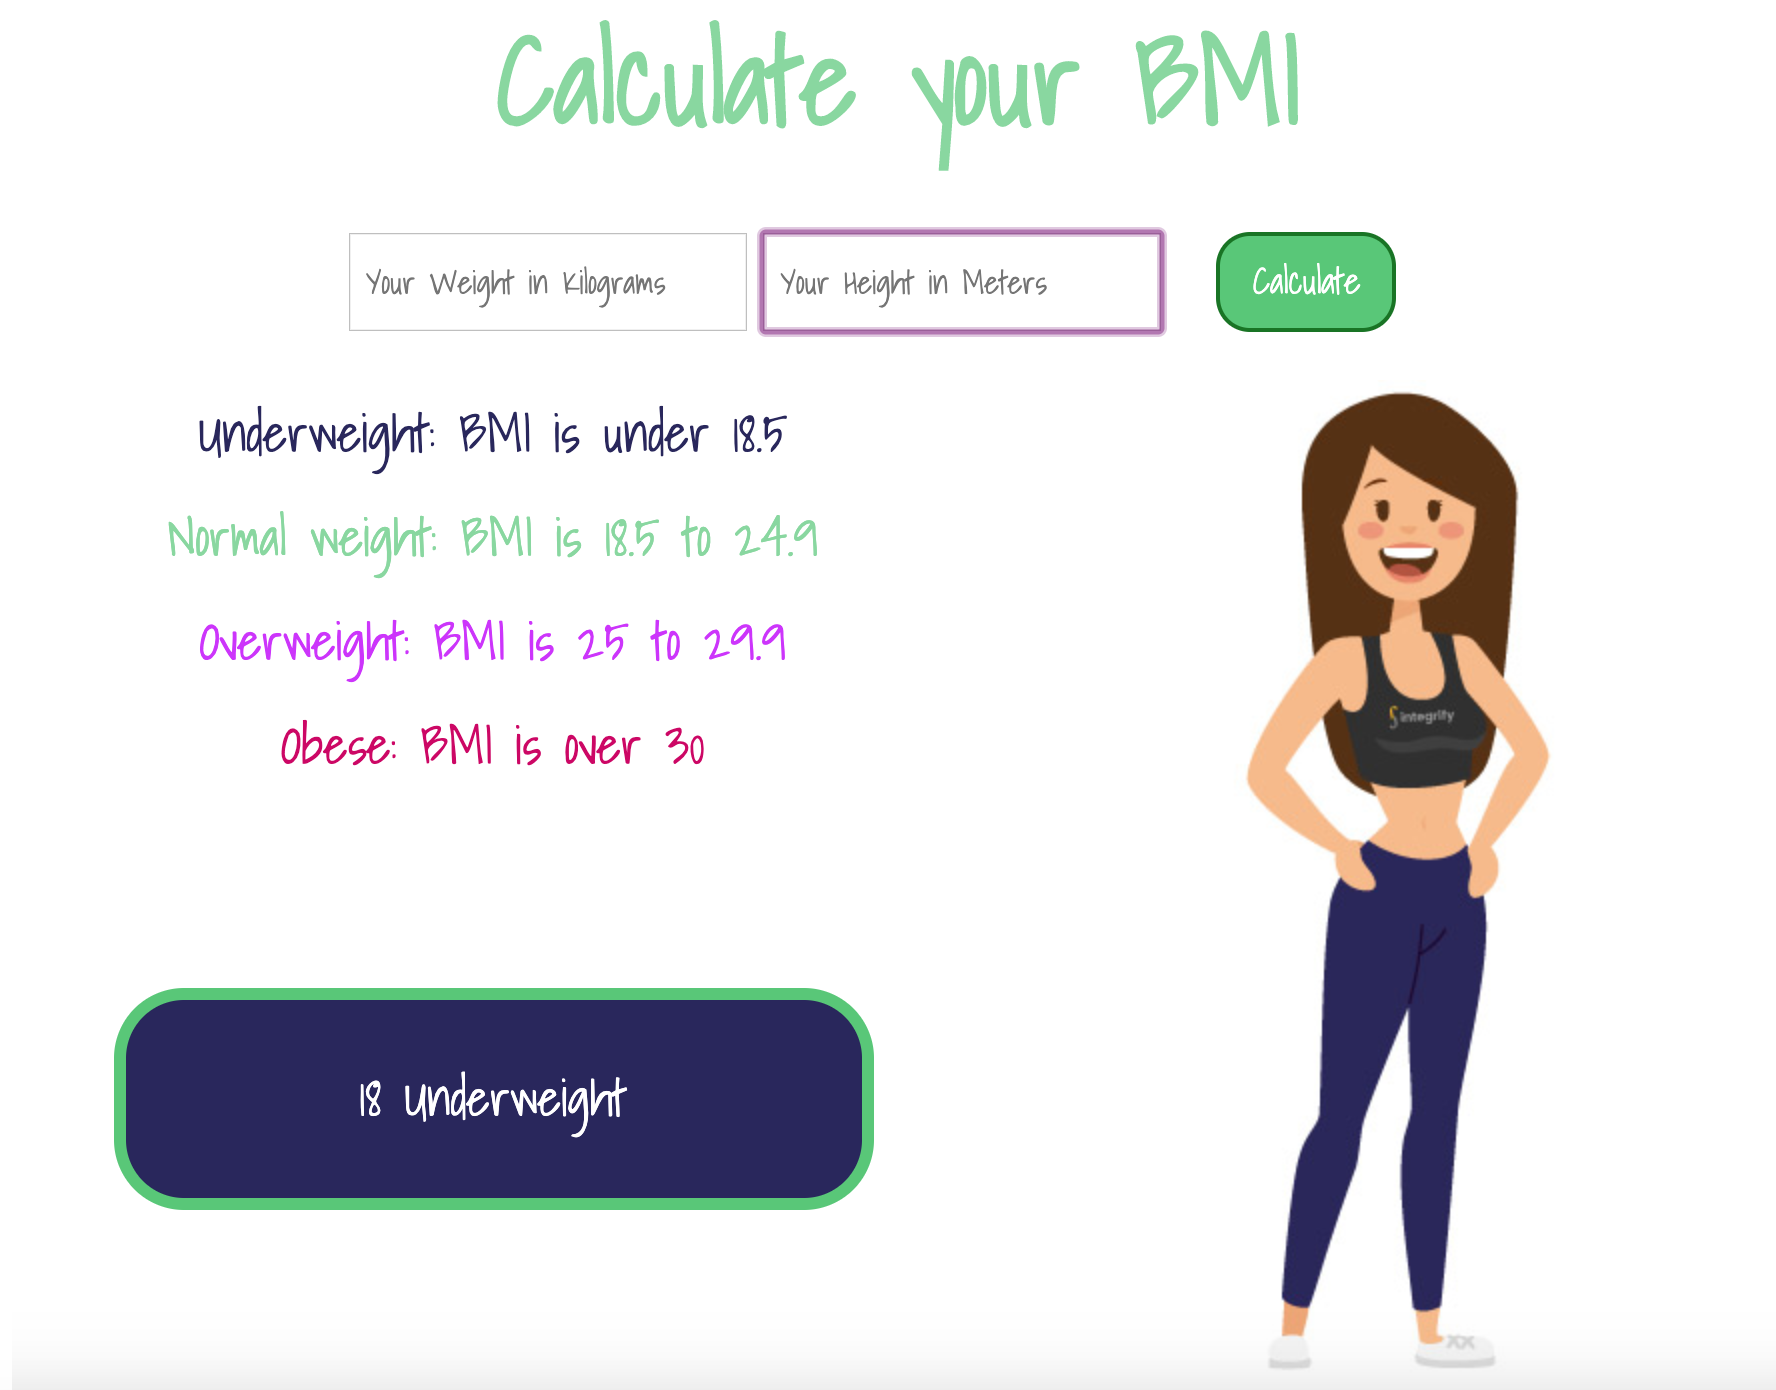 Calculate your BMI
Your Weight in Kilograms
Your Height in Meters
Calculate
Underweight: BMI is under 18.5
Normal weight: BMI is 18.5 to 24.9
Overweight: BMI is 25 to 29.9
Obese: BMI is over 30
integrity
18 Underweight